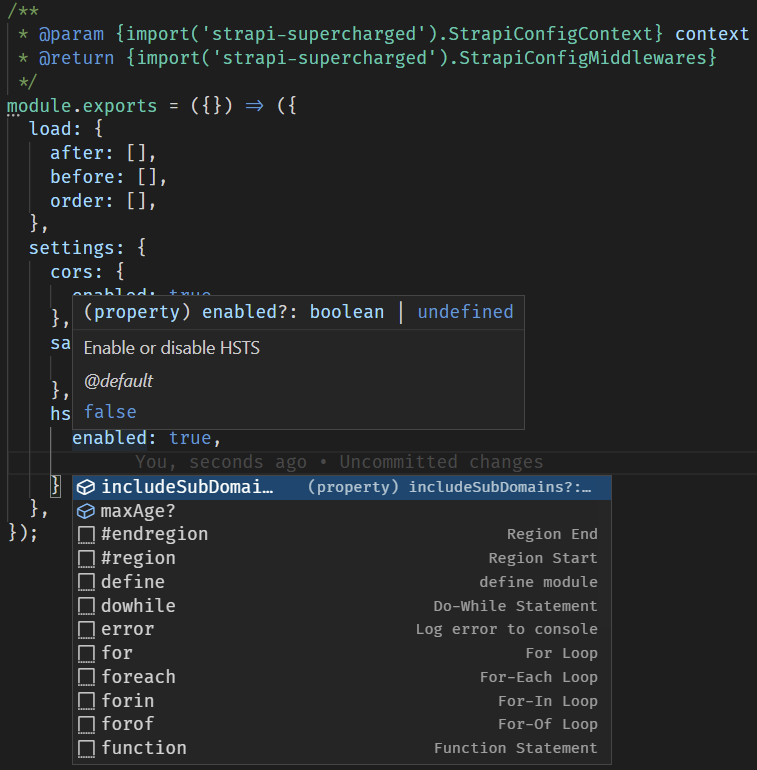 /**
 * @param {import('strapi-supercharged').StrapiConfigContext} context
 * @return {import('strapi-supercharged').StrapiConfigMiddlewares}
 */
module.exports = ({}) => ({
  load: {
    after: [],
    before: [],
    order: [],
  },
  settings: {
    cors: {
      enabled: true
(property) enabled?: boolean | undefined
    },
    sa
Enable or disable HSTS
@default
    },
false
    hs
      enabled: true,
You, seconds ago • Uncommitted changes
    }
includeSubDomai… (property) includeSubDomains?:…
  },
maxAge?
});
#endregion Region End
#region Region Start
define define module
dowhile Do-While Statement
error Log error to console
for For Loop
foreach For-Each Loop
forin For-In Loop
forof For-Of Loop
function Function Statement